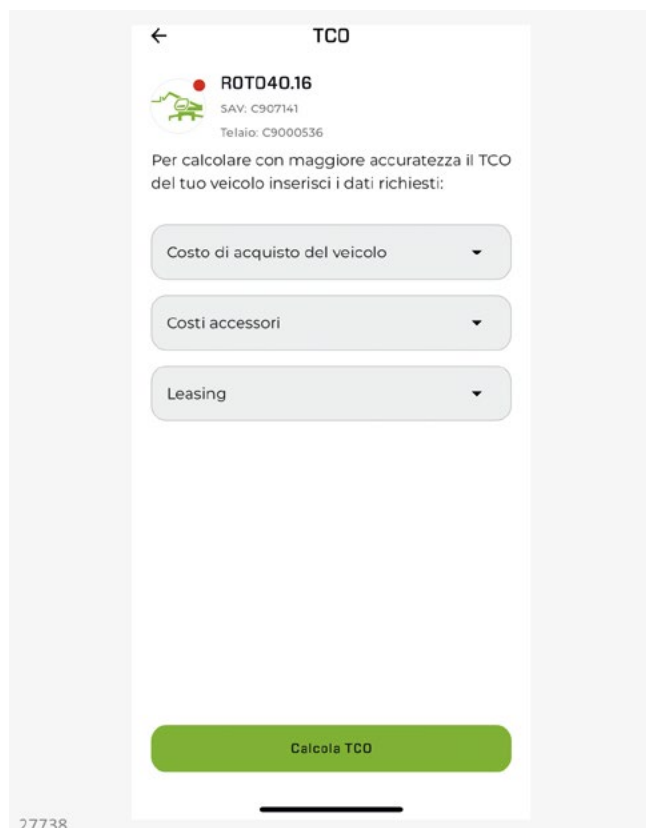 TCO
ROTO40.16
SAV: C907141
Telaio: C9000536
Per calcolare con maggiore accuratezza il TCO
del tuo veicolo inserisci i dati richiesti:
Costo di acquisto del veicolo
Costi accessori
Leasing
Calcola TCO
27738